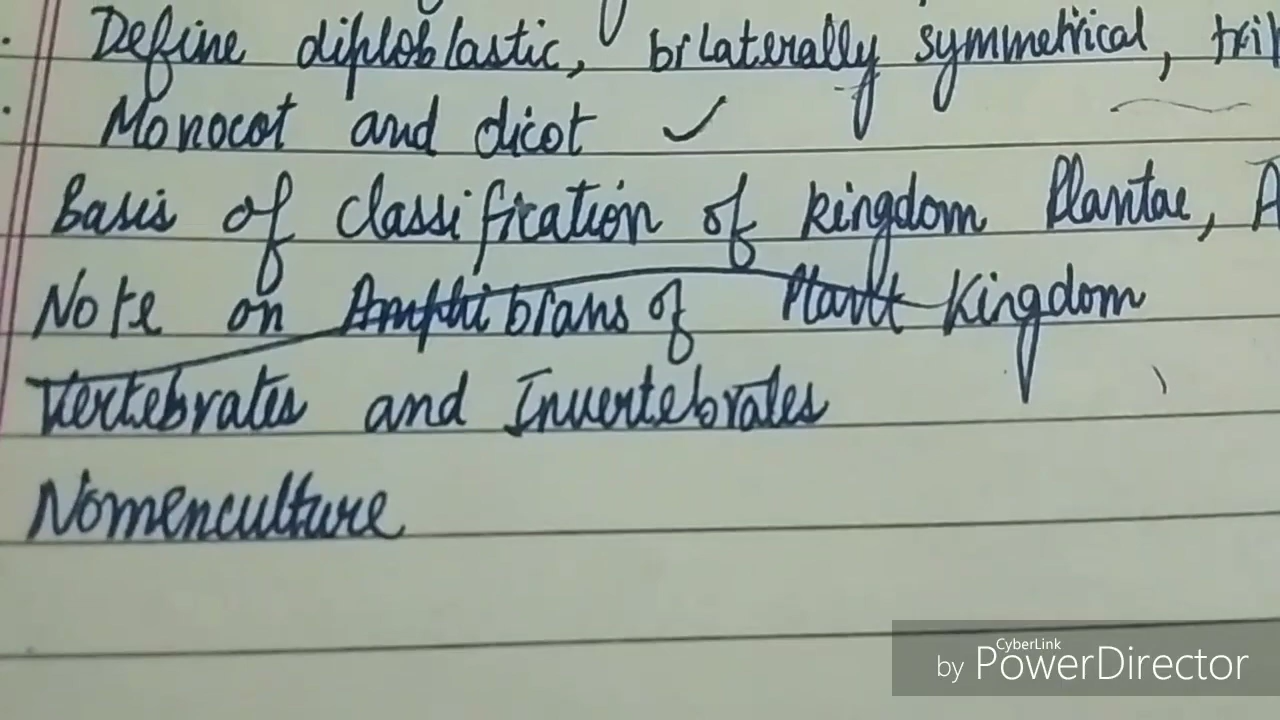 Define diploblastic, bilaterally symmetrical,
Monocot and dicot ✓
Basis of classification of kingdom Plantae,
Note on Amphibians of Plant Kingdom
Vertebrates and Invertebrates
Nomenculture
CyberLink
by PowerDirector